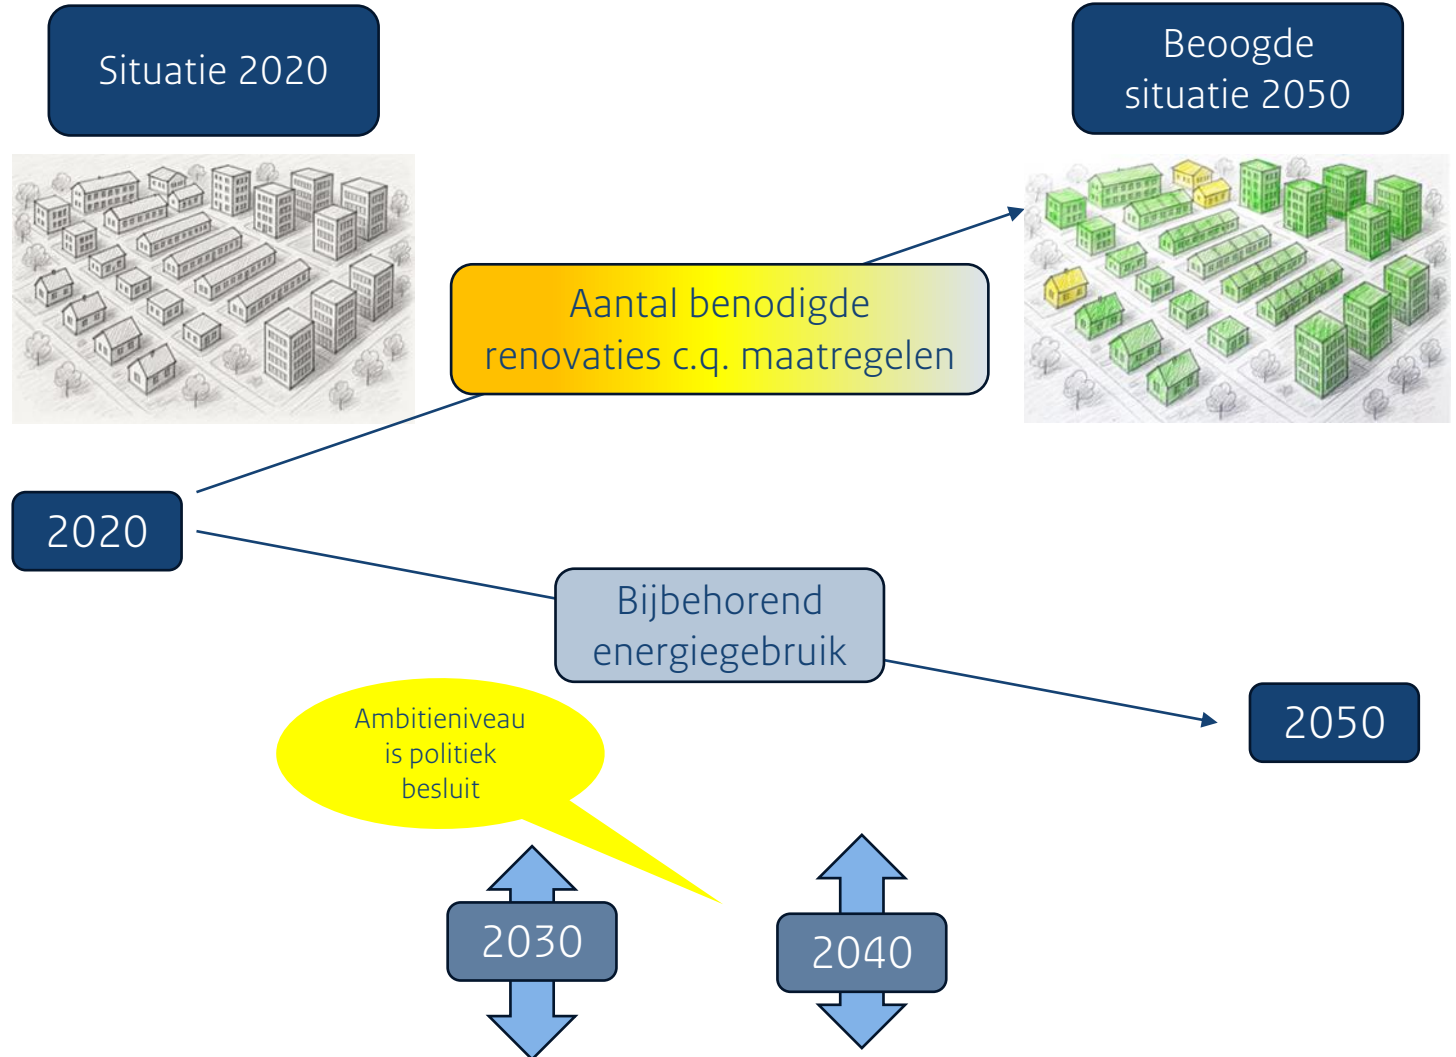 Situatie 2020
Beoogde
situatie 2050
Aantal benodigde
renovaties c.q. maatregelen
2020
Bijbehorend
energiegebruik
2050
Ambitieniveau
is politiek
besluit
2030
2040